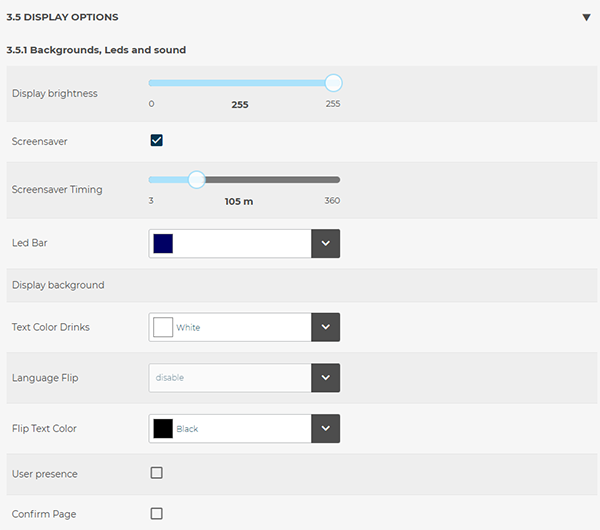 3.5 DISPLAY OPTIONS
3.5.1 Backgrounds, Leds and sound
Display brightness
0 255 255
Screensaver
Screensaver Timing
3 105 m 360
Led Bar
Display background
Text Color Drinks White
Language Flip disable
Flip Text Color Black
User presence
Confirm Page